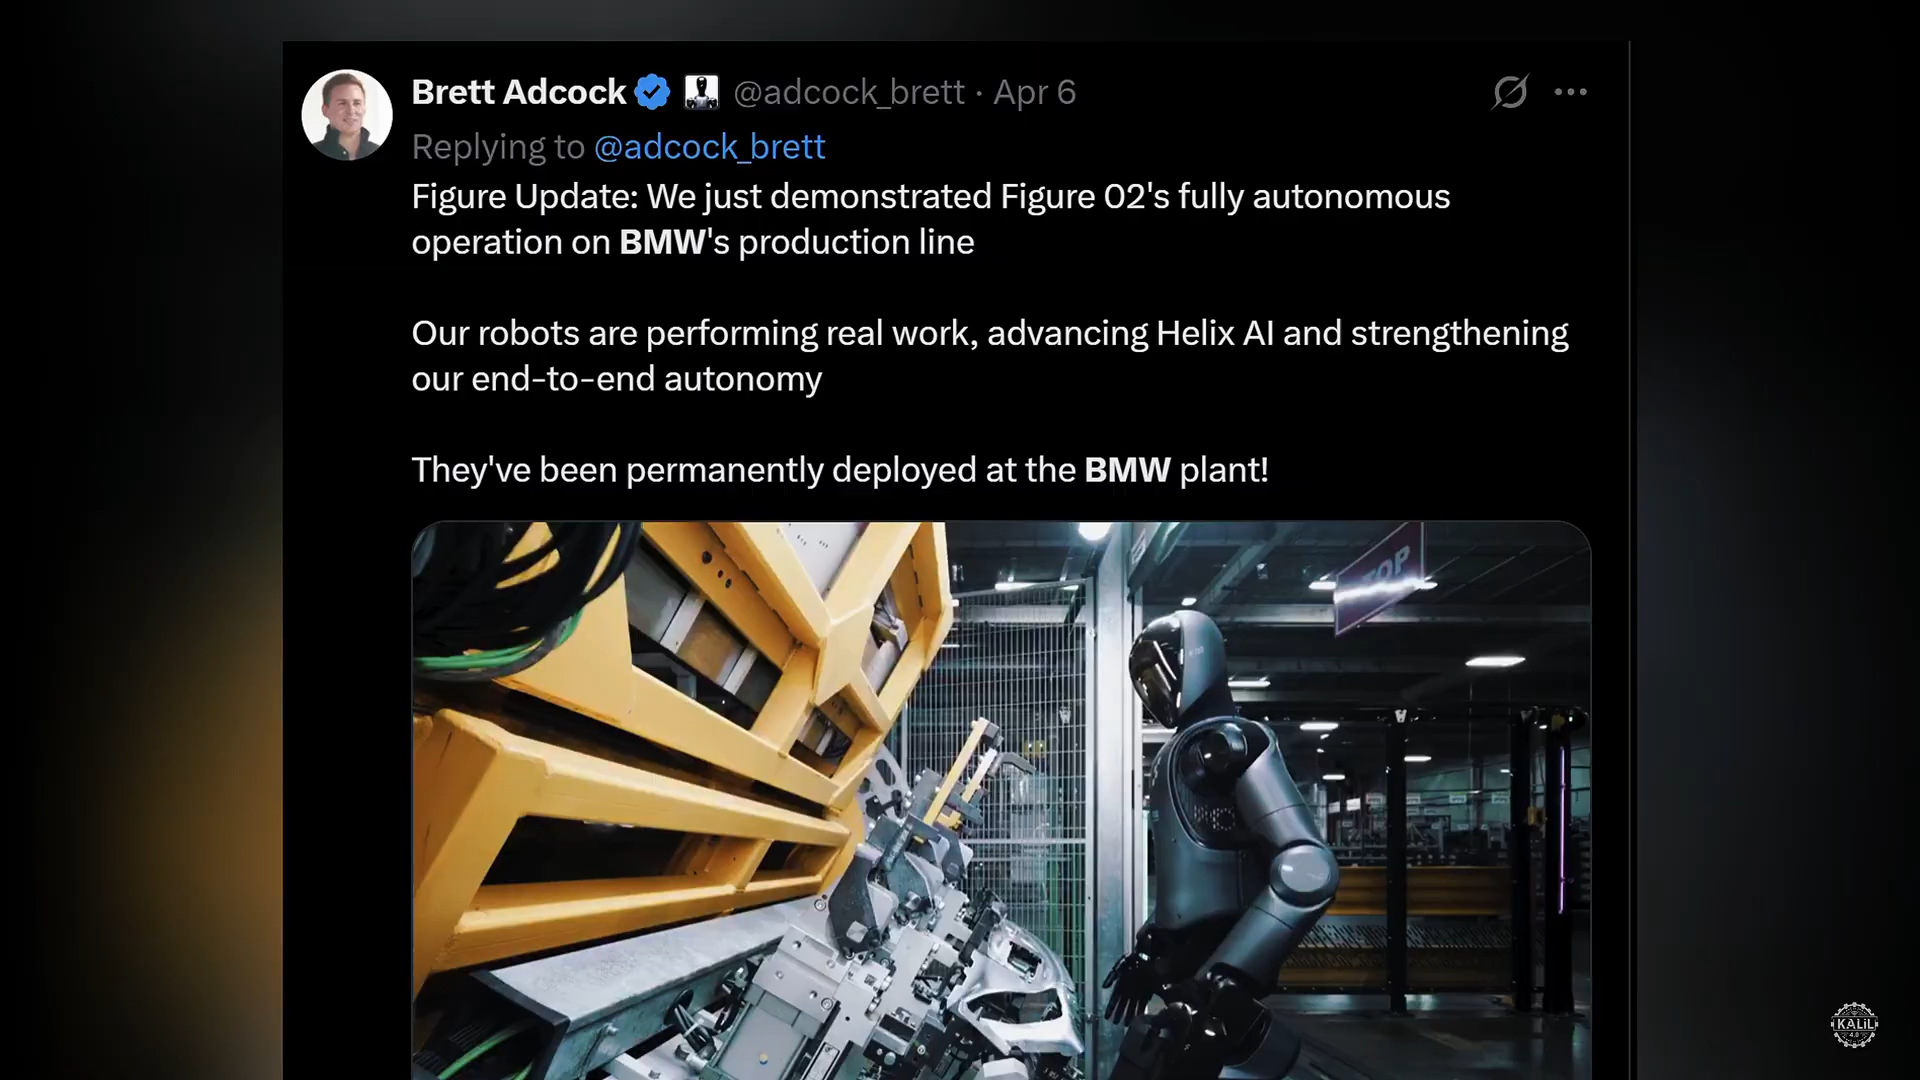 Brett Adcock @adcock_brett · Apr 6
Replying to @adcock_brett
Figure Update: We just demonstrated Figure 02's fully autonomous
operation on BMW's production line
Our robots are performing real work, advancing Helix AI and strengthening
our end-to-end autonomy
They've been permanently deployed at the BMW plant!
KALIL
4.0